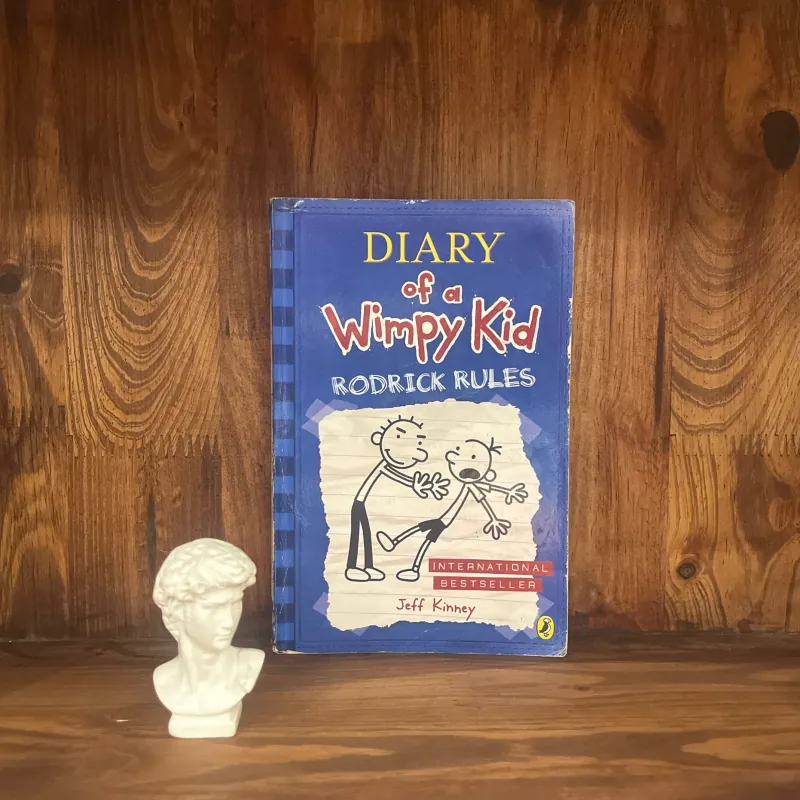 DIARY
of a
Wimpy Kid
RODRICK RULES
INTERNATIONAL
BESTSELLER
Jeff Kinney